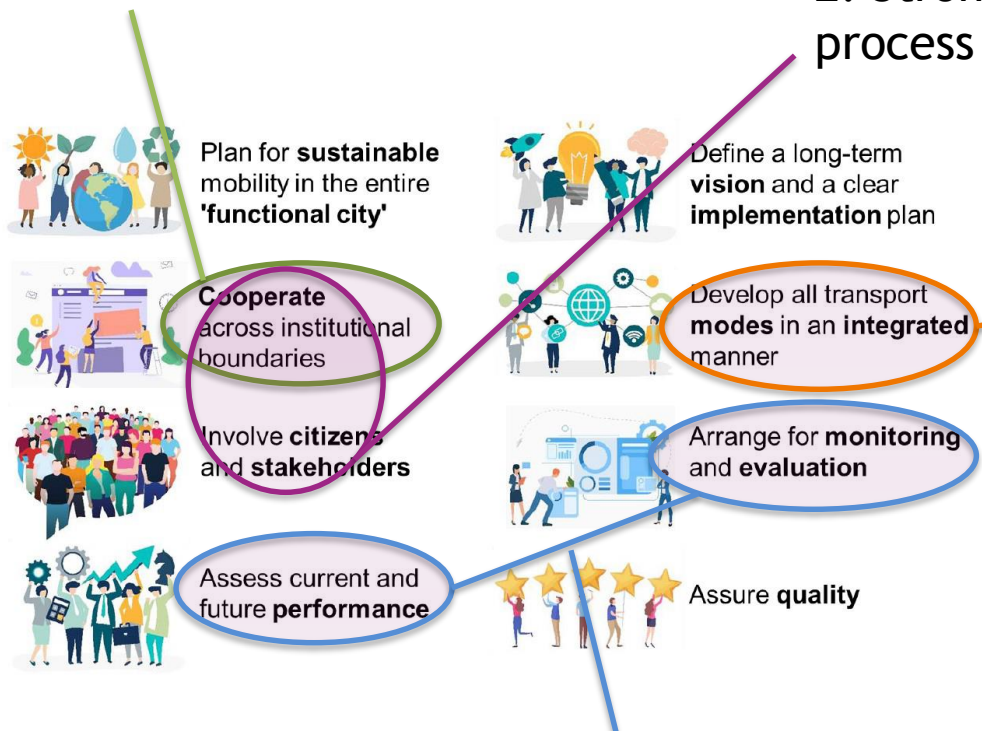 process
Plan for sustainable
mobility in the entire
'functional city'
Cooperate
across institutional
boundaries
Involve citizens
and stakeholders
Assess current and
future performance
Define a long-term
vision and a clear
implementation plan
Develop all transport
modes in an integrated
manner
Arrange for monitoring
and evaluation
Assure quality